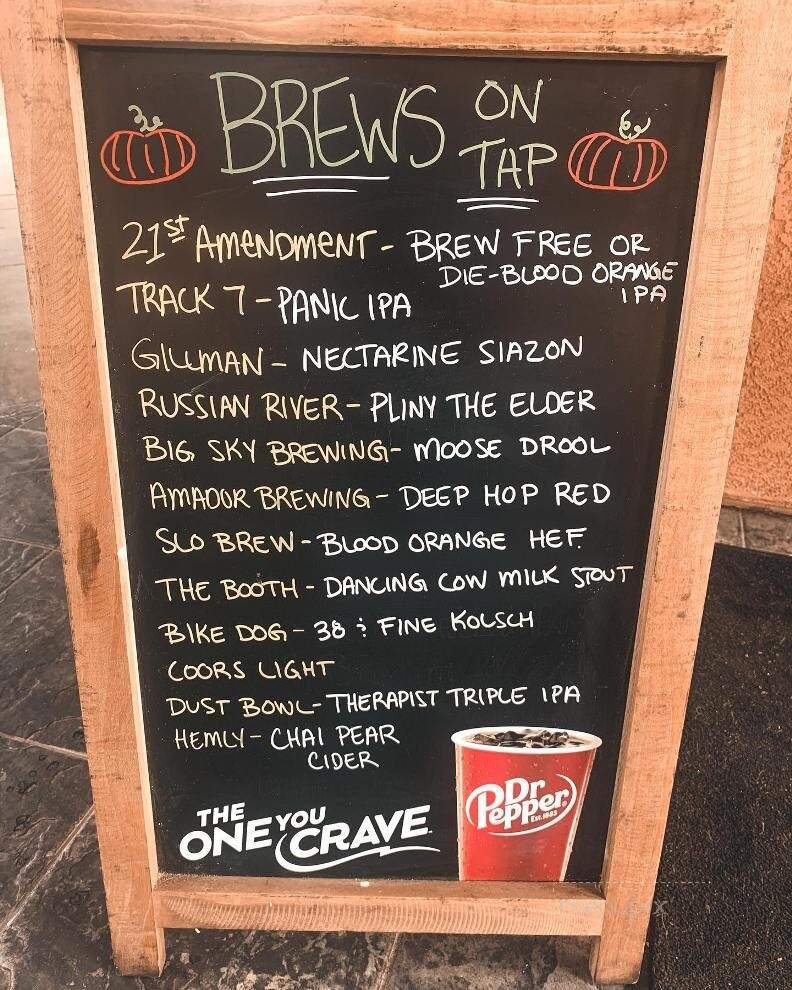 BREWS ON TAP
21st AMENDMENT - BREW FREE OR
DIE-BLOOD ORANGE
IPA
TRACK 7 - PANIC IPA
GILLMAN - NECTARINE SIAZON
RUSSIAN RIVER - PLINY THE ELDER
BIG SKY BREWING - MOOSE DROOL
AMADOR BREWING - DEEP HOP RED
SLO BREW - BLOOD ORANGE HEF.
THE BOOTH - DANCING COW MILK STOUT
BIKE DOG - 38 & FINE KOLSCH
COORS LIGHT
DUST BOWL - THERAPIST TRIPLE IPA
HEMLY - CHAI PEAR
CIDER
THE ONE YOU CRAVE
Dr Pepper
Est. 1885